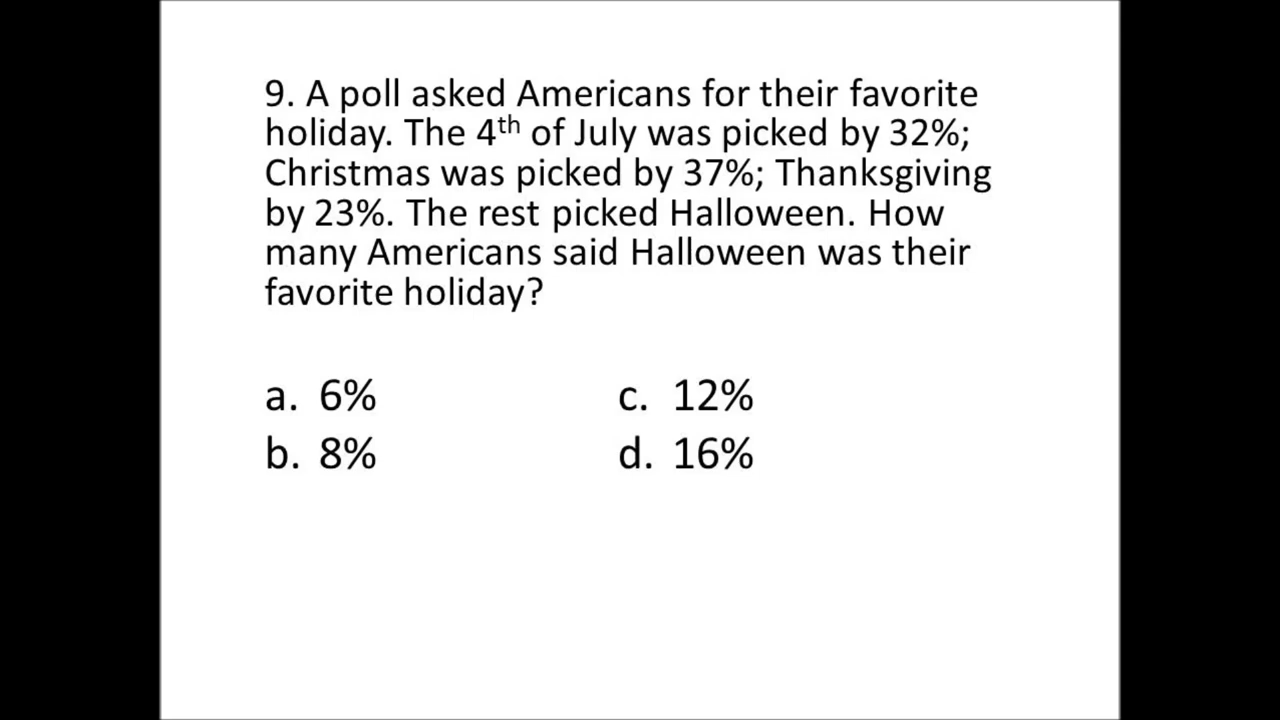 9. A poll asked Americans for their favorite
holiday. The 4th of July was picked by 32%;
Christmas was picked by 37%; Thanksgiving
by 23%. The rest picked Halloween. How
many Americans said Halloween was their
favorite holiday?
a. 6% c. 12%
b. 8% d. 16%